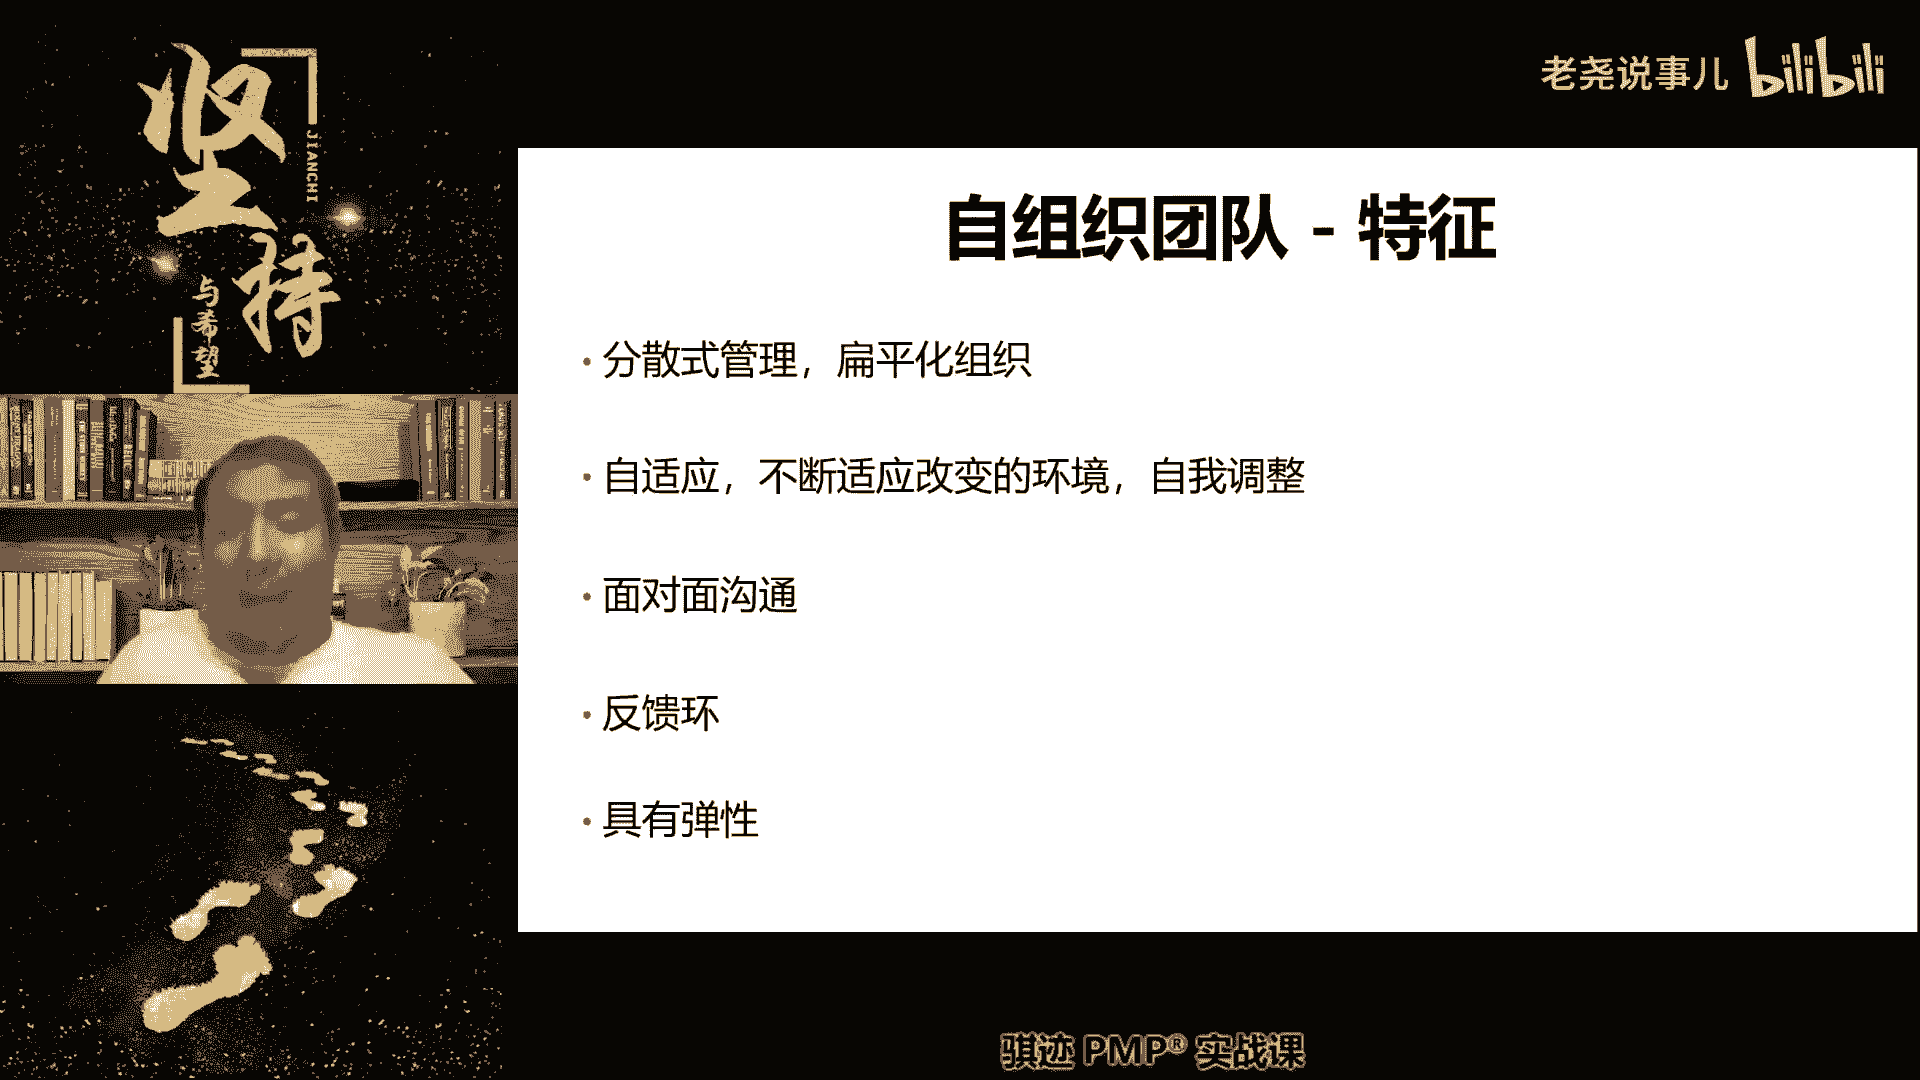 坚持
JIANCHI
与希望
老尧说事儿 bilibili
自组织团队 - 特征
• 分散式管理，扁平化组织
• 自适应，不断适应改变的环境，自我调整
• 面对面沟通
• 反馈环
• 具有弹性
骐迹 PMP® 实战课